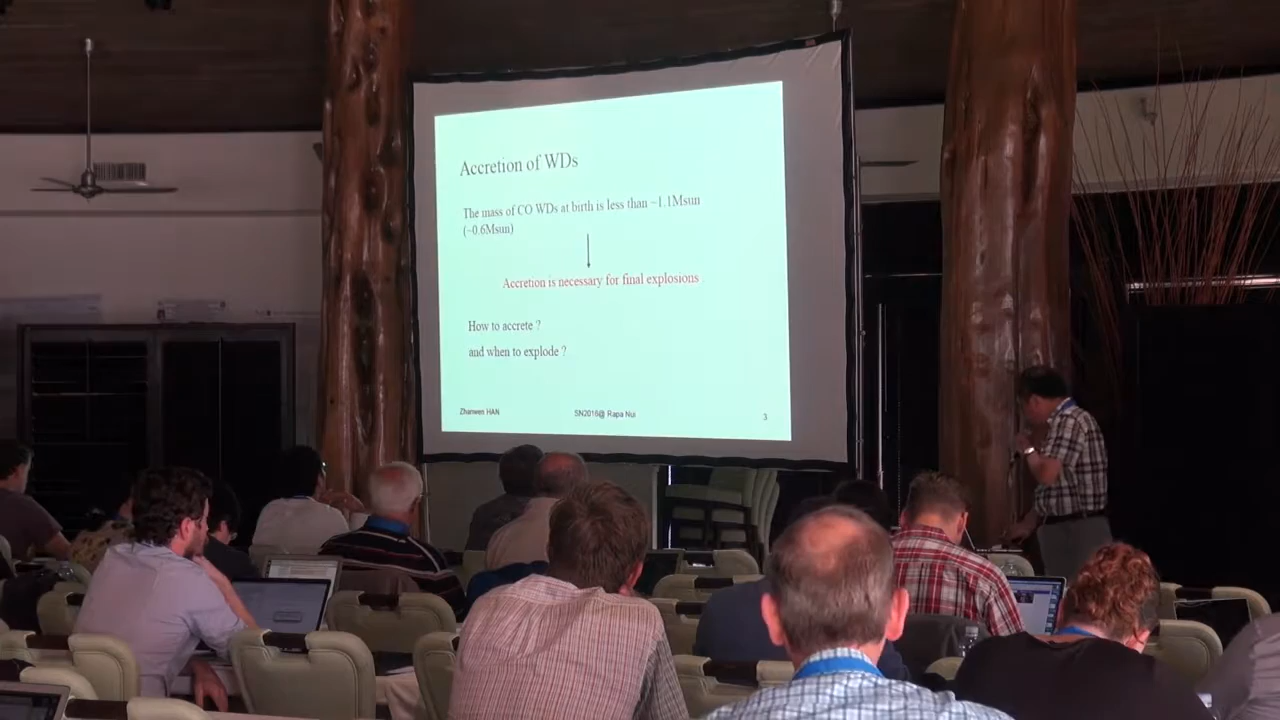 Accretion of WDs
The mass of CO WDs at birth is less than ~1.1Msun
(~0.6Msun)
Accretion is necessary for final explosions
How to accrete ?
and when to explode ?
Zhanwen HAN SN2016@ Rapa Nui 3